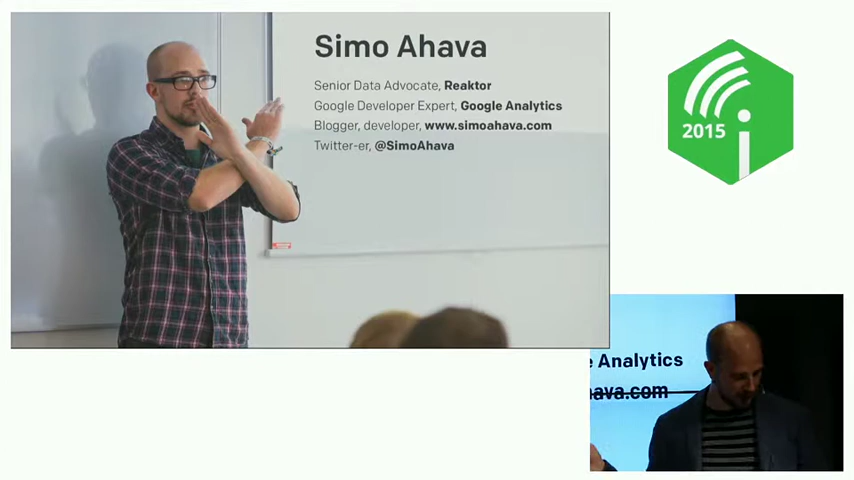 Simo Ahava
Senior Data Advocate, Reaktor
Google Developer Expert, Google Analytics
Blogger, developer, www.simoahava.com
Twitter-er, @SimoAhava
2015
e Analytics
hava.com